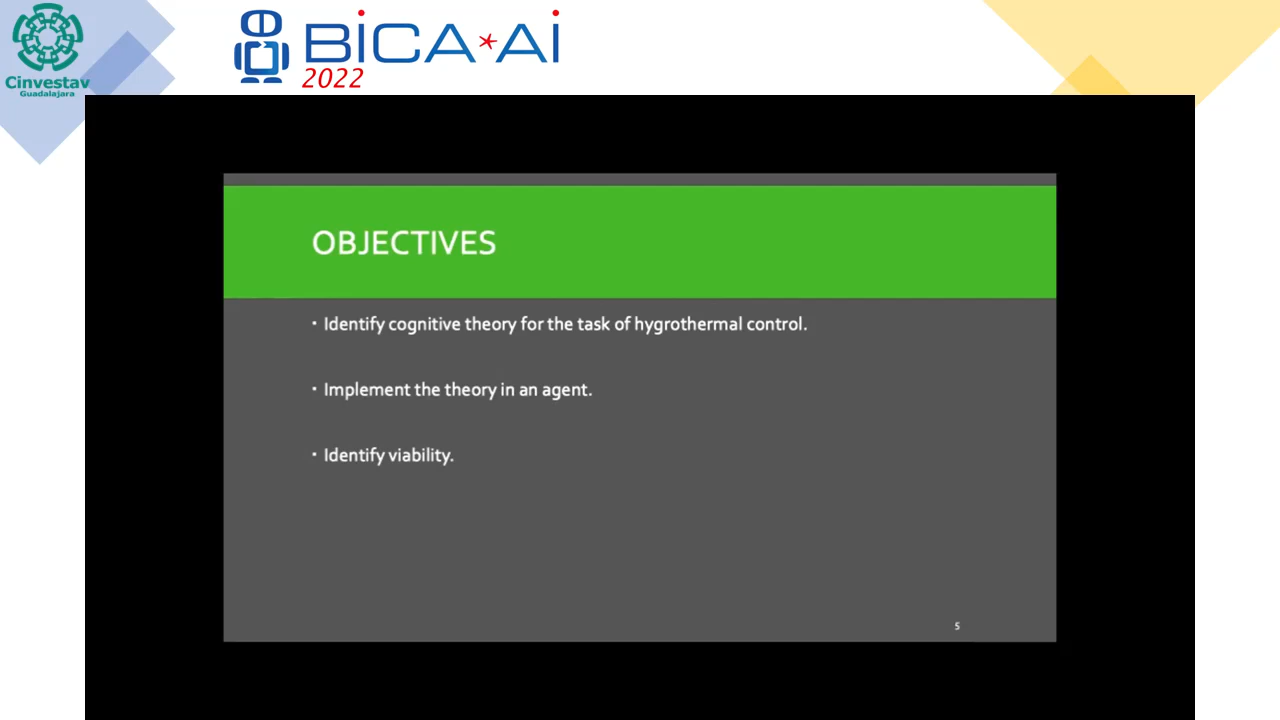 Cinvestav
Guadalajara
BiCA*Ai
2022
OBJECTIVES
· Identify cognitive theory for the task of hygrothermal control.
· Implement the theory in an agent.
· Identify viability.
5